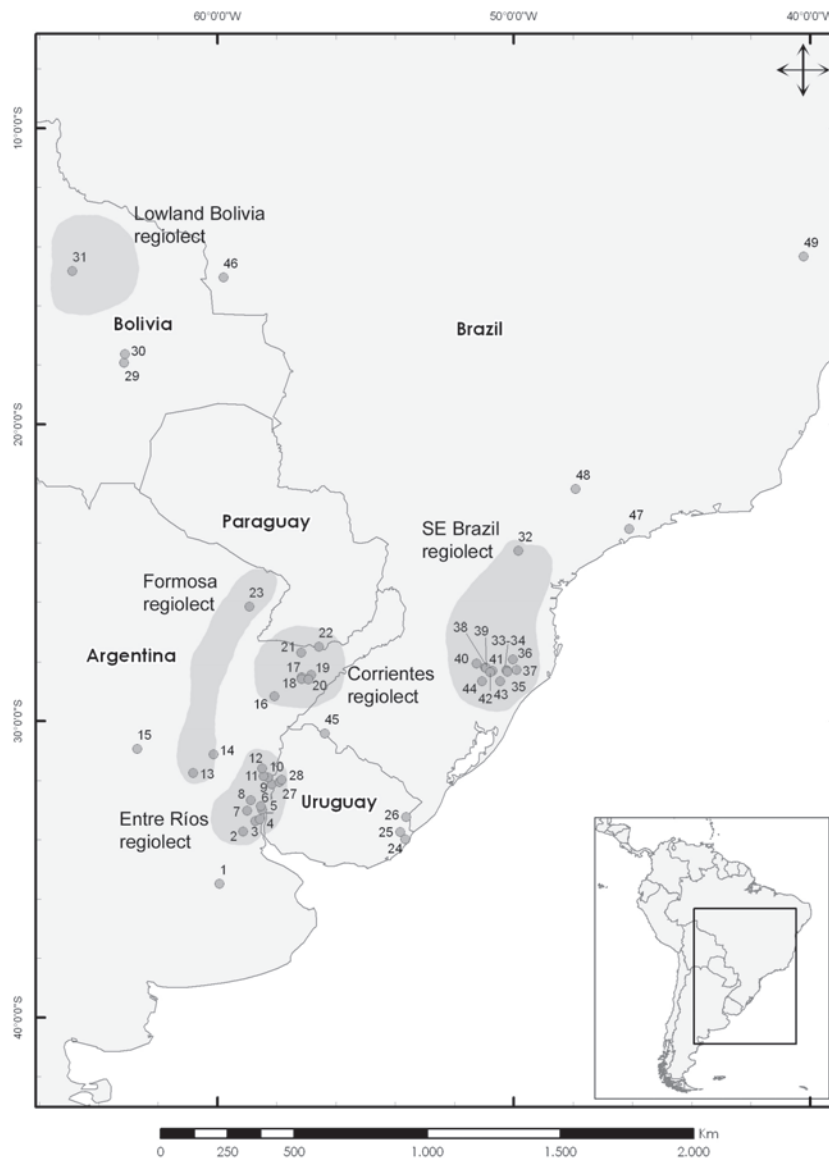 60°0'0"W 50°0'0"W 40°0'0"W
10°0'0"S
20°0'0"S
30°0'0"S
40°0'0"S
Lowland Bolivia
regiolect
31
46
49
Bolivia
Brazil
30
29
48
47
Paraguay
SE Brazil
regiolect
32
Formosa
regiolect
23
Argentina
22
21
17
19
18
20
16
Corrientes
regiolect
38
39
33-34
40
41
36
37
44
42
43
35
45
15
14
13
12
10
11
28
9
27
8
6
7
5
Uruguay
Entre Ríos
regiolect
2
3
4
26
25
24
1
Km
0 250 500 1.000 1.500 2.000